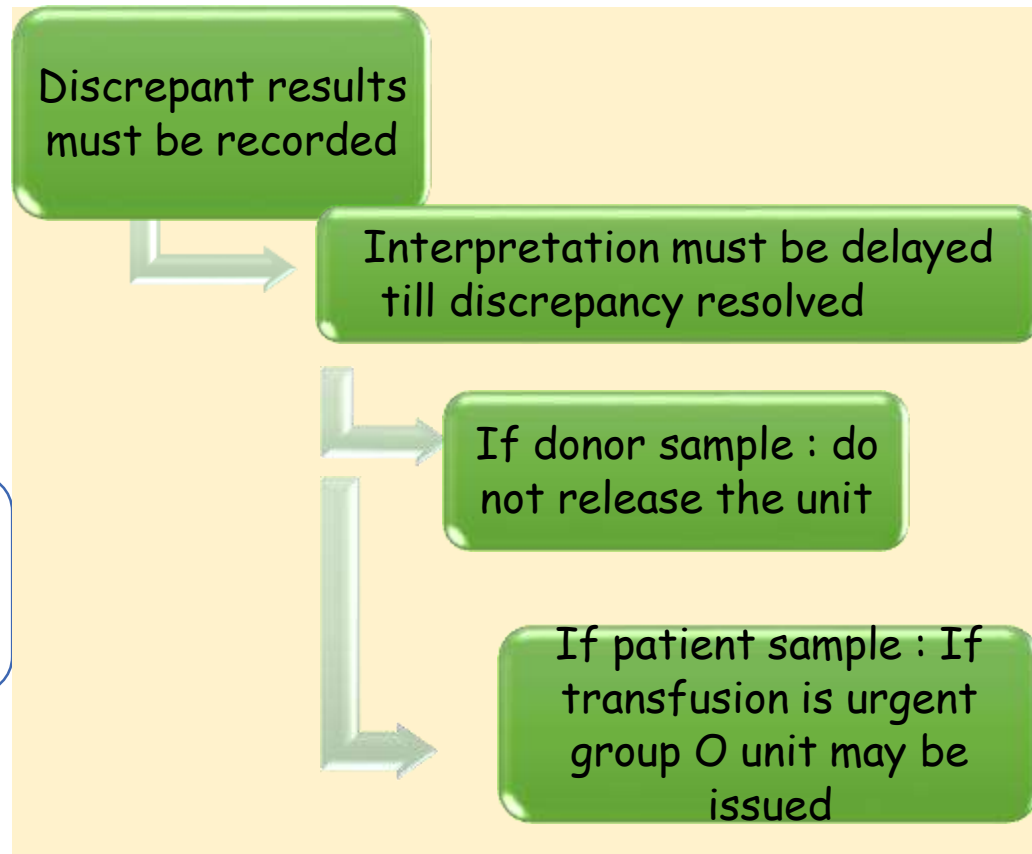 Discrepant results
must be recorded
Interpretation must be delayed
till discrepancy resolved
If donor sample : do
not release the unit
If patient sample : If
transfusion is urgent
group O unit may be
issued